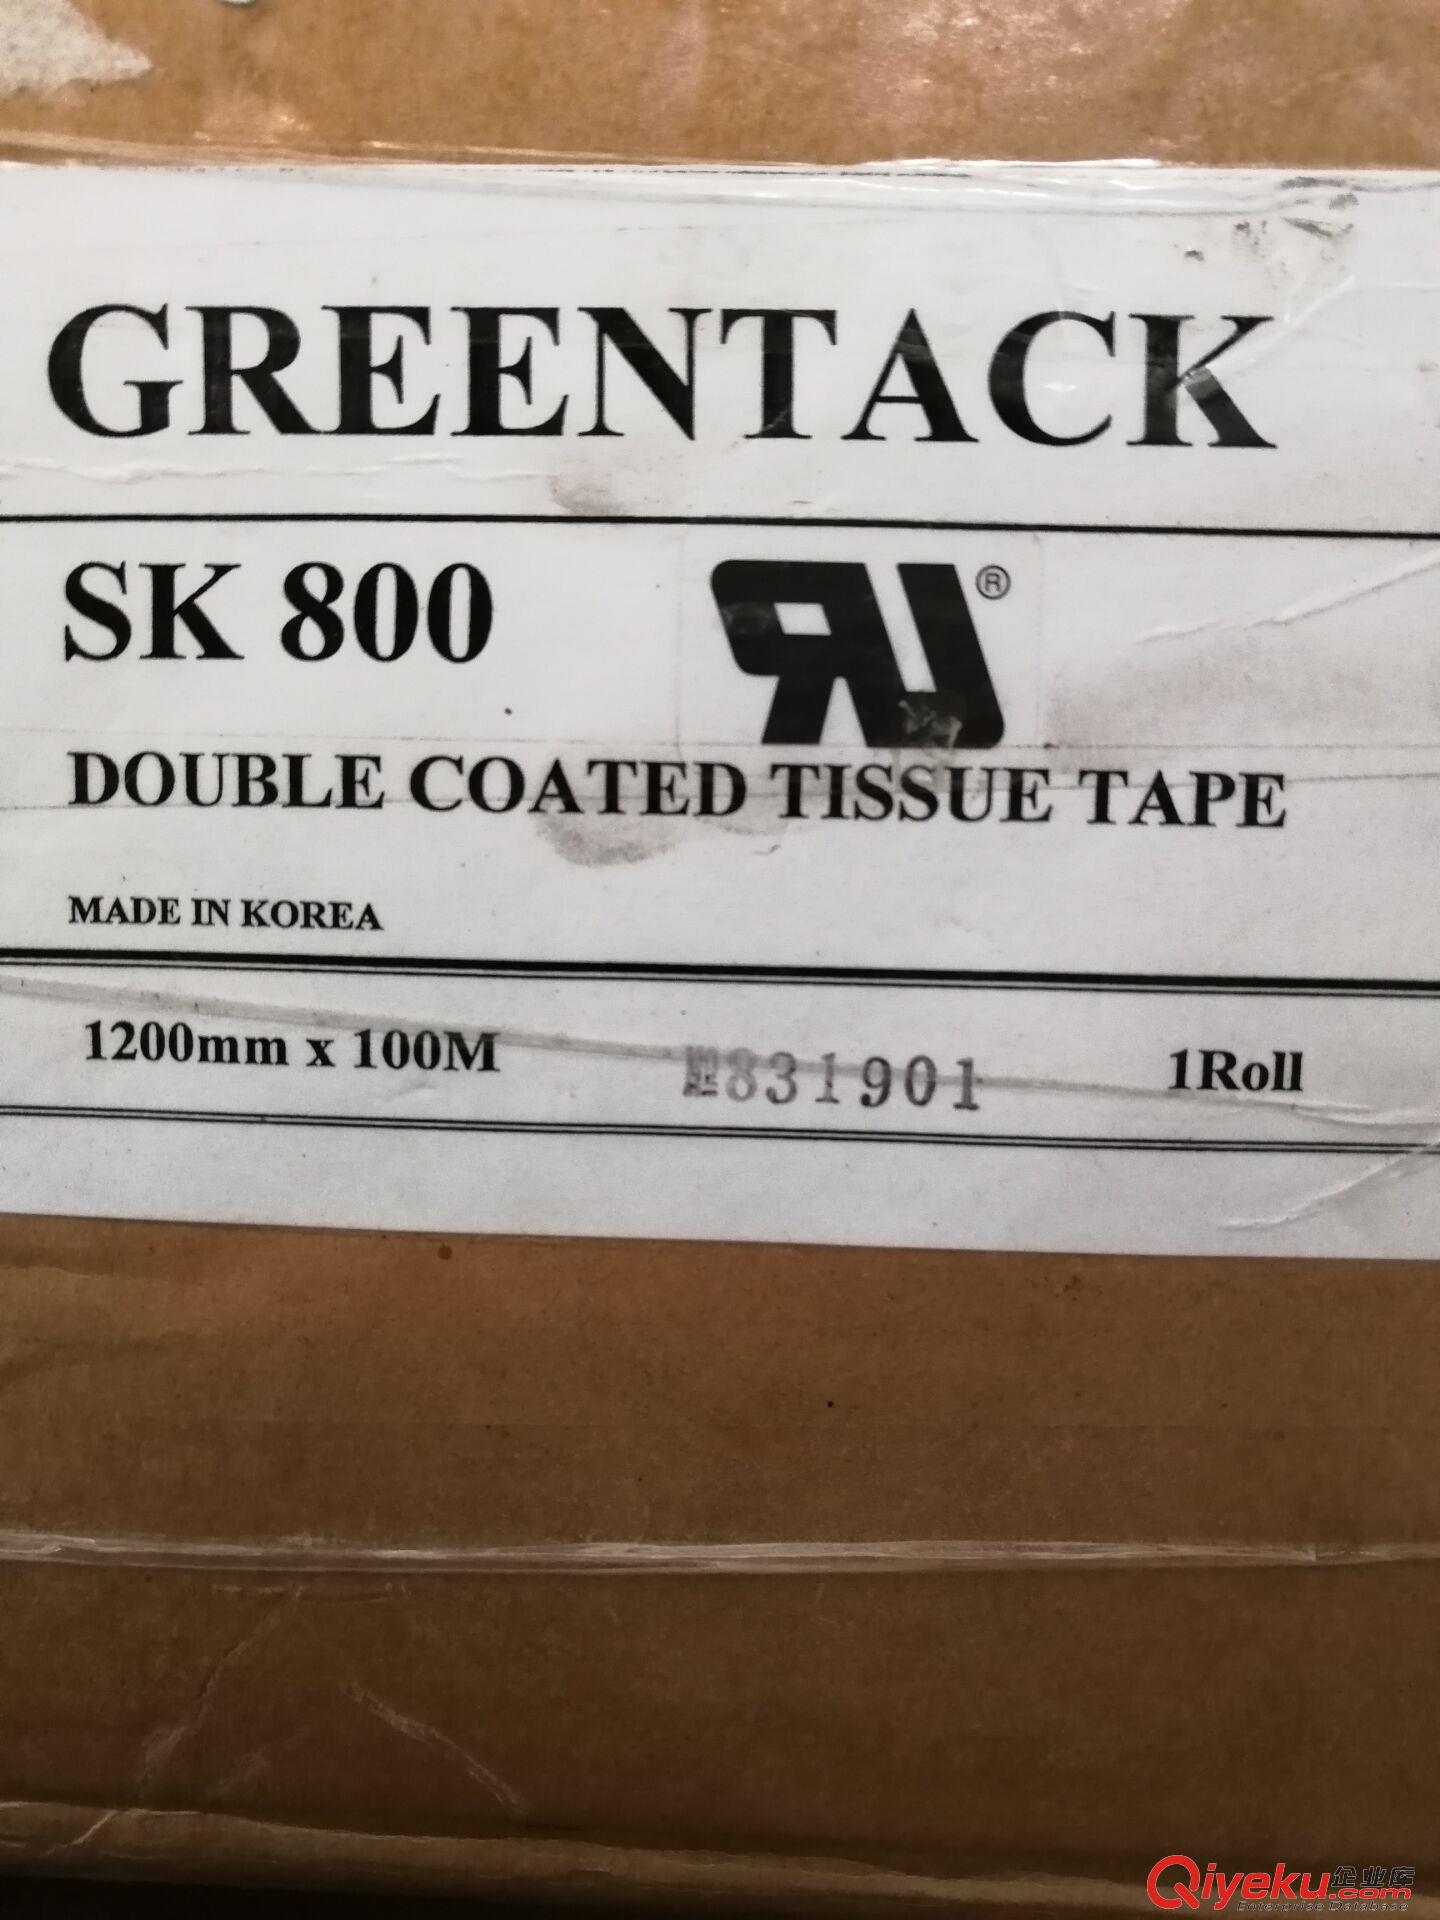 GREENTACK
SK 800
®
DOUBLE COATED TISSUE TAPE
MADE IN KOREA
1200mm x 100M 831901 1Roll
Qiyeku企业库
.com
Enterprise Database